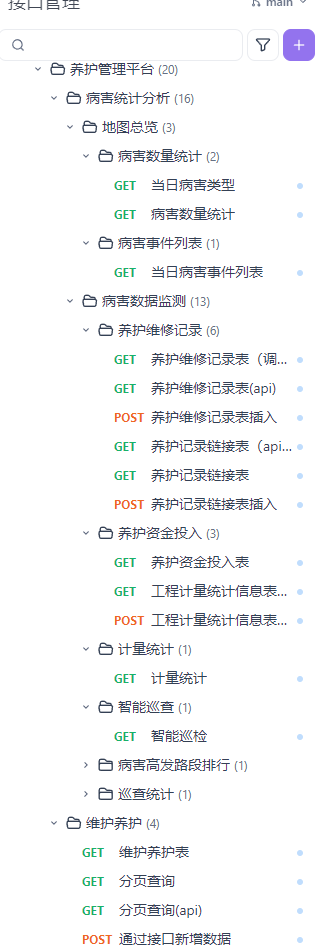 接口管理 main
养护管理平台 (20)
病害统计分析 (16)
地图总览 (3)
病害数量统计 (2)
GET 当日病害类型
GET 病害数量统计
病害事件列表 (1)
GET 当日病害事件列表
病害数据监测 (13)
养护维修记录 (6)
GET 养护维修记录表（调...
GET 养护维修记录表(api)
POST 养护维修记录表插入
GET 养护记录链接表（api...
GET 养护记录链接表
POST 养护记录链接表插入
养护资金投入 (3)
GET 养护资金投入表
GET 工程计量统计信息表...
POST 工程计量统计信息表...
计量统计 (1)
GET 计量统计
智能巡查 (1)
GET 智能巡检
病害高发路段排行 (1)
巡查统计 (1)
维护养护 (4)
GET 维护养护表
GET 分页查询
GET 分页查询(api)
POST 通过接口新增数据